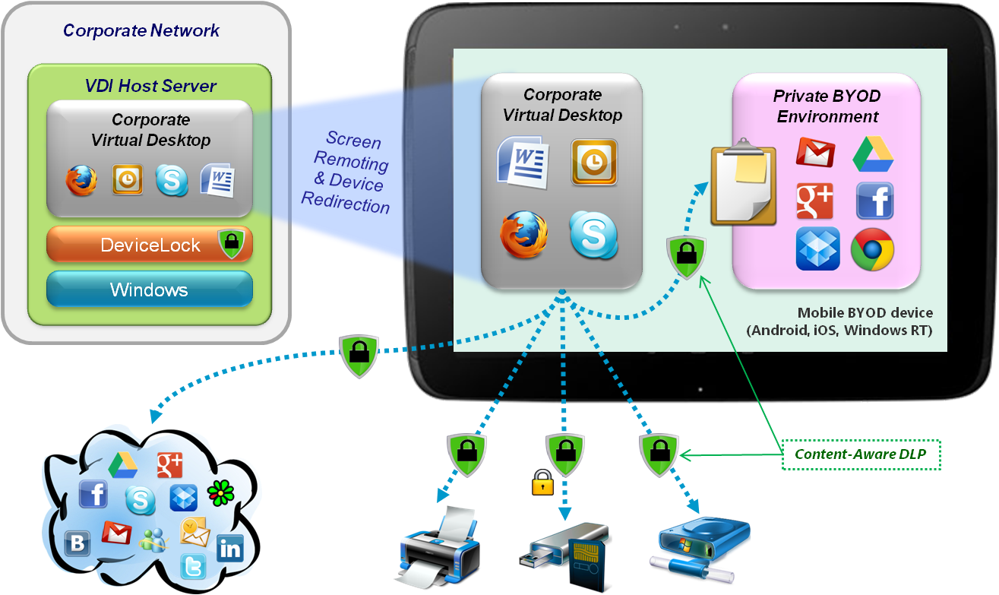 Corporate Network
VDI Host Server
Corporate
Virtual Desktop
S
W
DeviceLock
Windows
Screen
Remoting
& Device
Redirection
Corporate
Virtual Desktop
W
S
Private BYOD
Environment
M
g+
f
Mobile BYOD device
(Android, iOS, Windows RT)
Content-Aware DLP
g+
f
S
B
M
in
t